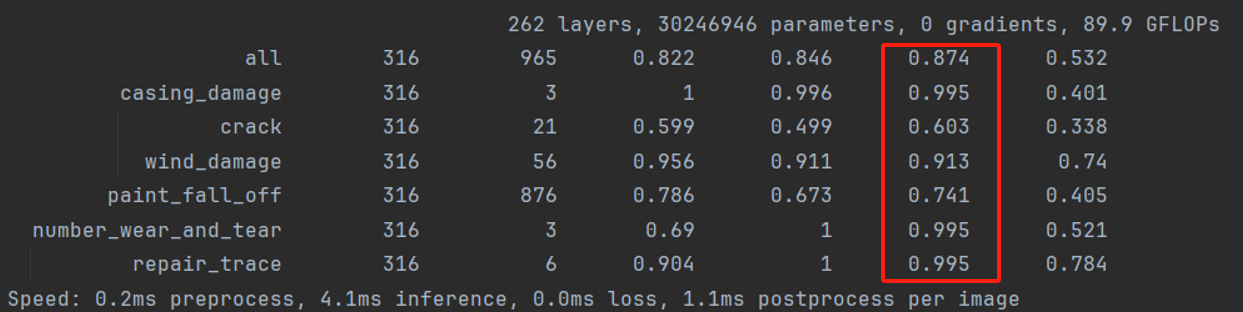 262 layers, 30246946 parameters, 0 gradients, 89.9 GFLOPs
all 316 965 0.822 0.846 0.874 0.532
casing_damage 316 3 1 0.996 0.995 0.401
crack 316 21 0.599 0.499 0.603 0.338
wind_damage 316 56 0.956 0.911 0.913 0.74
paint_fall_off 316 876 0.786 0.673 0.741 0.405
number_wear_and_tear 316 3 0.69 1 0.995 0.521
repair_trace 316 6 0.904 1 0.995 0.784
Speed: 0.2ms preprocess, 4.1ms inference, 0.0ms loss, 1.1ms postprocess per image